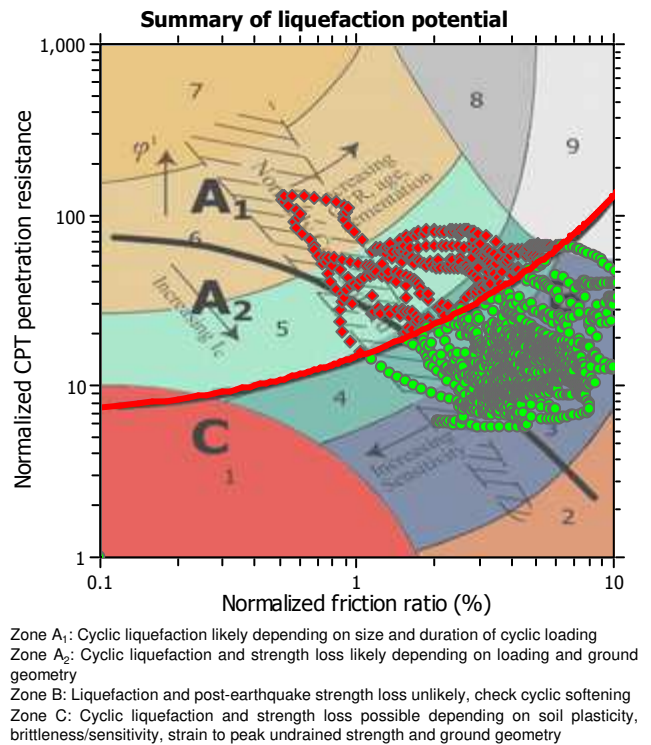 Summary of liquefaction potential
Normalized CPT penetration resistance
1,000
100
10
1
7
8
9
φ'
A1
6
A2
Increasing Ic
5
4
C
1
Increasing
Sensitivity
3
2
0.1
1
10
Normalized friction ratio (%)
Zone A1: Cyclic liquefaction likely depending on size and duration of cyclic loading
Zone A2: Cyclic liquefaction and strength loss likely depending on loading and ground
geometry
Zone B: Liquefaction and post-earthquake strength loss unlikely, check cyclic softening
Zone C: Cyclic liquefaction and strength loss possible depending on soil plasticity,
brittleness/sensitivity, strain to peak undrained strength and ground geometry